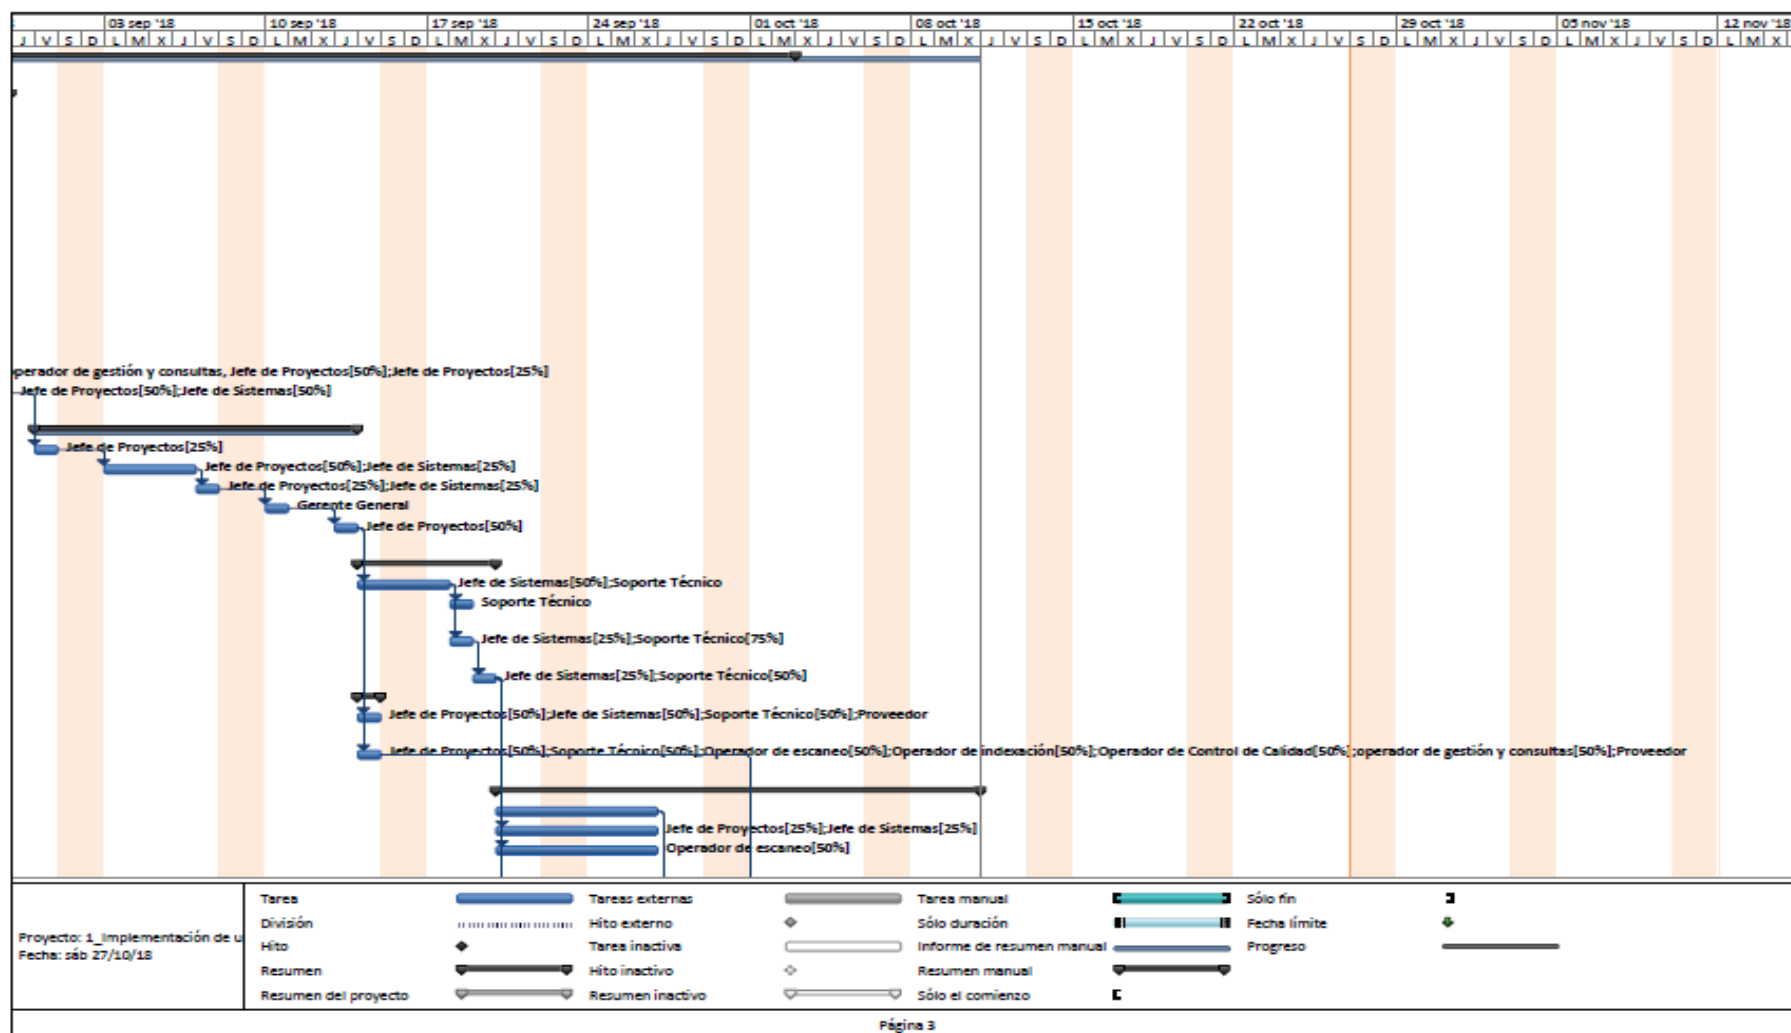 03 sep '18 10 sep '18 17 sep '18 24 sep '18 01 oct '18 08 oct '18 15 oct '18 22 oct '18 29 oct '18 05 nov '18 12 nov '18
J V S D L M X J V S D L M X J V S D L M X J V S D L M X J V S D L M X J V S D L M X J V S D L M X J V S D L M X J V S D L M X J V S D L M X J V S D L M X
operador de gestión y consultas, Jefe de Proyectos[50%];Jefe de Proyectos[25%]
Jefe de Proyectos[50%];Jefe de Sistemas[50%]
Jefe de Proyectos[25%]
Jefe de Proyectos[50%];Jefe de Sistemas[25%]
Jefe de Proyectos[25%];Jefe de Sistemas[25%]
Gerente General
Jefe de Proyectos[50%]
Jefe de Sistemas[50%];Soporte Técnico
Soporte Técnico
Jefe de Sistemas[25%];Soporte Técnico[75%]
Jefe de Sistemas[25%];Soporte Técnico[50%]
Jefe de Proyectos[50%];Jefe de Sistemas[50%];Soporte Técnico[50%];Proveedor
Jefe de Proyectos[50%];Soporte Técnico[50%];Operador de escaneo[50%];Operador de indexación[50%];Operador de Control de Calidad[50%];operador de gestión y consultas[50%];Proveedor
Jefe de Proyectos[25%];Jefe de Sistemas[25%]
Operador de escaneo[50%]
Proyecto: 1_Implementación de u
Fecha: sáb 27/10/18
Tarea Tareas externas Tarea manual Sólo fin
División Hito externo Sólo duración Fecha límite
Hito Tarea inactiva Informe de resumen manual Progreso
Resumen Hito inactivo Resumen manual
Resumen del proyecto Resumen inactivo Sólo el comienzo
Página 3